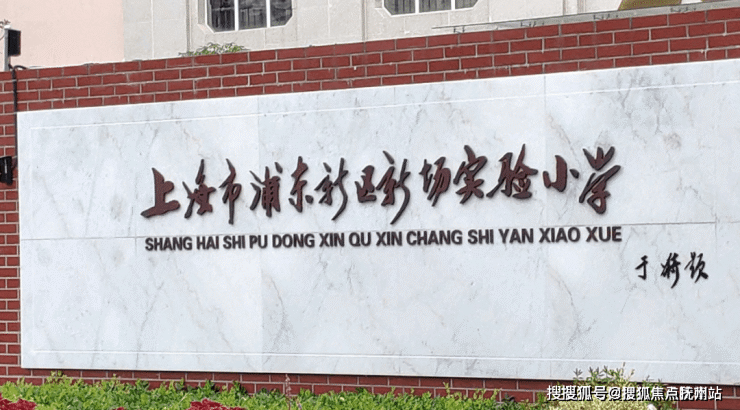 上海市浦东新区新场实验小学
SHANG HAI SHI PU DONG XIN QU XIN CHANG SHI YAN XIAO XUE
搜搜狐号@搜狐焦点抚州站